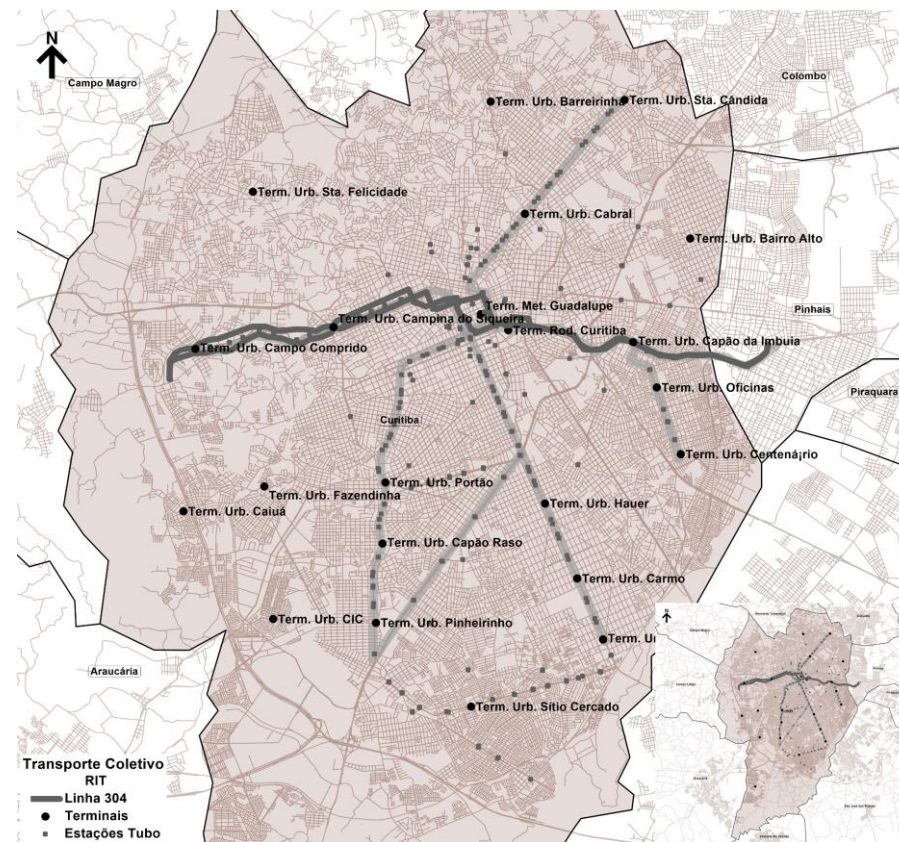 N
Campo Magro
Colombo
Term. Urb. Barreirinha
Term. Urb. Sta. Cândida
Term. Urb. Sta. Felicidade
Term. Urb. Cabral
Term. Urb. Bairro Alto
Term. Met. Guadalupe
Pinhais
Term. Urb. Campina do Siqueira
Term. Rod. Curitiba
Term. Urb. Capão da Imbuia
Term. Urb. Campo Comprido
Term. Urb. Oficinas
Piraquara
Curitiba
Term. Urb. Centená¡rio
Term. Urb. Portão
Term. Urb. Fazendinha
Term. Urb. Hauer
Term. Urb. Caiuá
Term. Urb. Capão Raso
Term. Urb. Carmo
Term. Urb. CIC
Term. Urb. Pinheirinho
Term. U
Araucária
Term. Urb. Sítio Cercado
Transporte Coletivo
RIT
Linha 304
Terminais
Estações Tubo
N